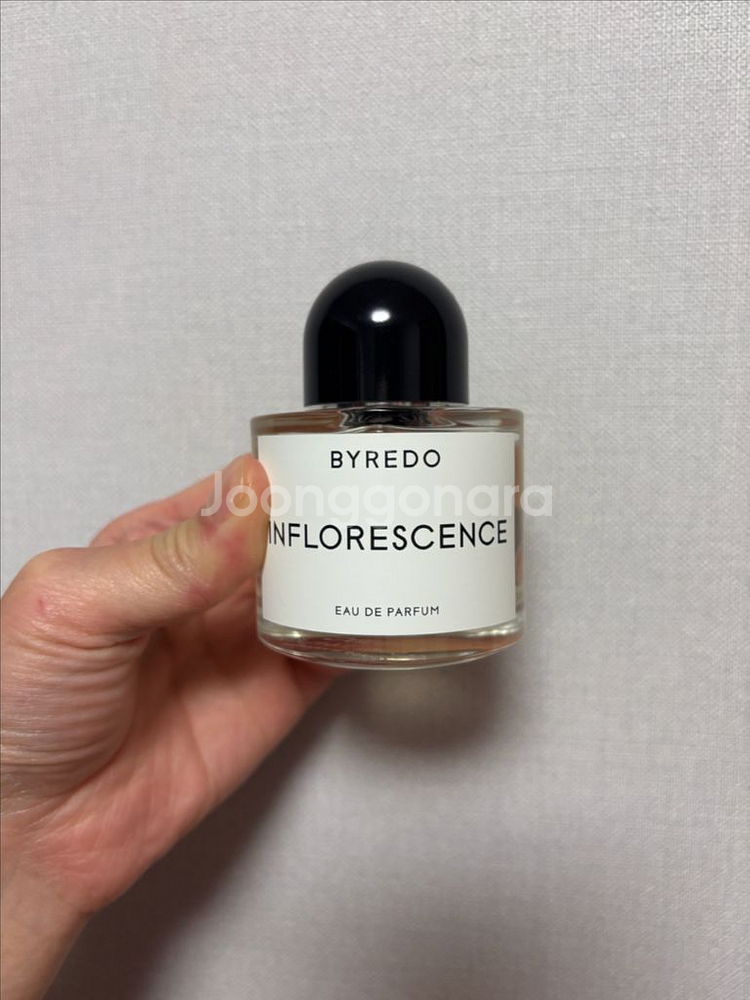 BYREDO
Joonggonara
INFLORESCENCE
EAU DE PARFUM